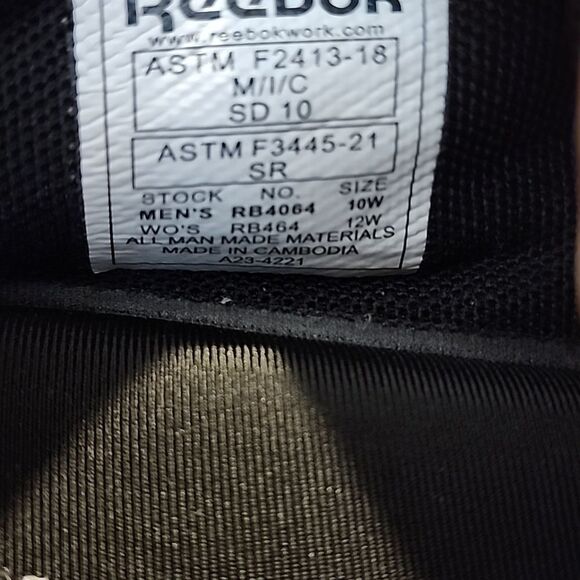 REEBOK
www.reebokwork.com
ASTM F2413-18
M/I/C
SD 10
ASTM F3445-21
SR
STOCK NO. SIZE
MEN'S RB4064 10W
WO'S RB464 12W
ALL MAN MADE MATERIALS
MADE IN CAMBODIA
A23-4221